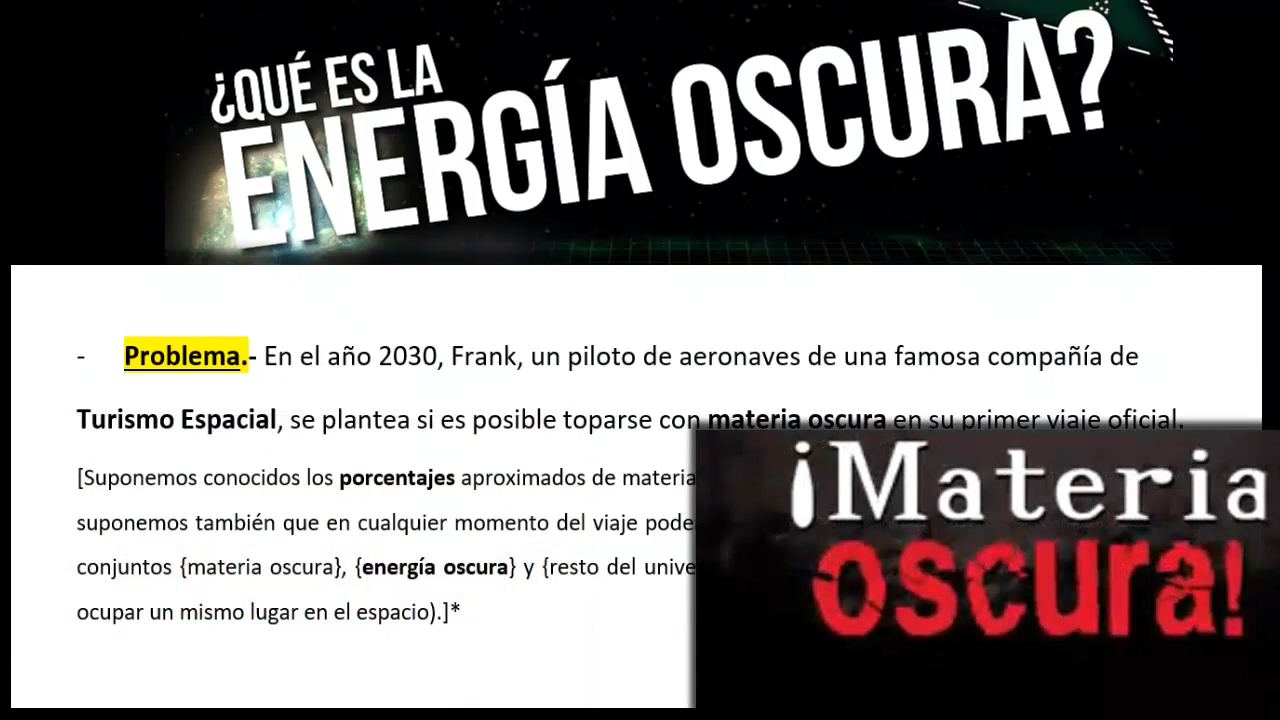 ¿QUÉ ES LA
ENERGÍA OSCURA?
- Problema.- En el año 2030, Frank, un piloto de aeronaves de una famosa compañía de
Turismo Espacial, se plantea si es posible toparse con materia oscura en su primer viaje oficial.
[Suponemos conocidos los porcentajes aproximados de materia
suponemos también que en cualquier momento del viaje pode
conjuntos {materia oscura}, {energía oscura} y {resto del unive
ocupar un mismo lugar en el espacio).]*
¡Materia
oscura!